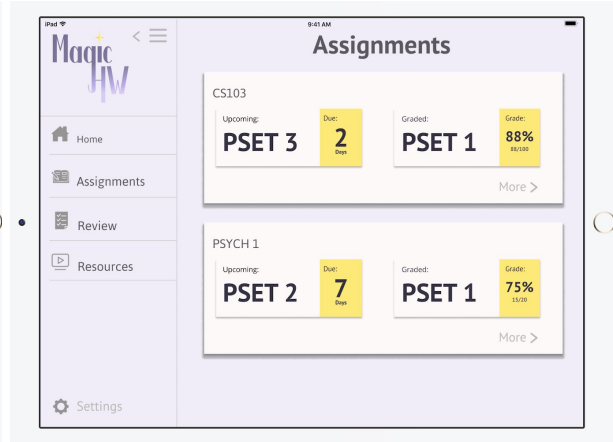 iPad
9:41 AM
Magic
HW
<
Home
Assignments
Review
Resources
Settings
Assignments
CS103
Upcoming:
PSET 3
Due:
2
Days
Graded:
PSET 1
Grade:
88%
88/100
More >
PSYCH 1
Upcoming:
PSET 2
Due:
7
Days
Graded:
PSET 1
Grade:
75%
15/20
More >